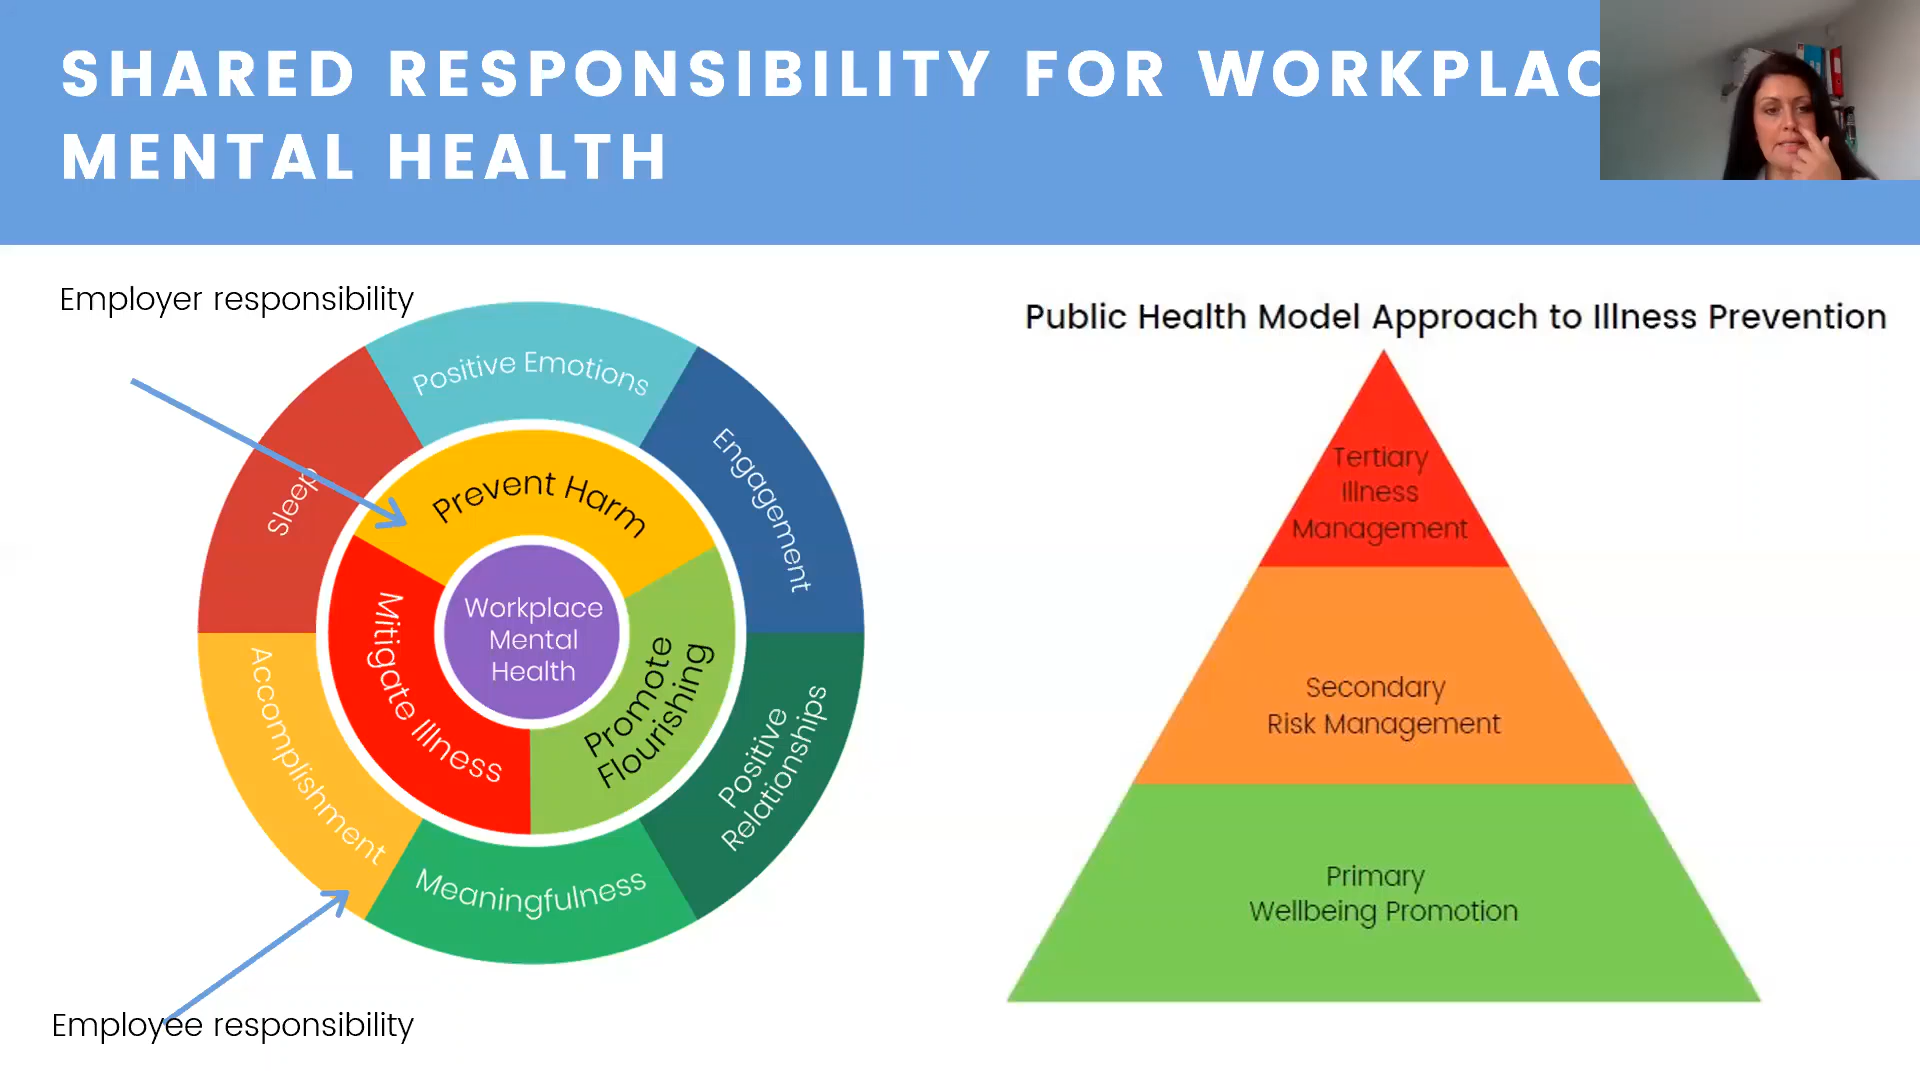 SHARED RESPONSIBILITY FOR WORKPLAC
MENTAL HEALTH
Employer responsibility
Positive Emotions
Engagement
Positive
Relationships
Meaningfulness
Accomplishment
Sleep
Prevent Harm
Promote
Flourishing
Mitigate Illness
Workplace
Mental
Health
Employee responsibility
Public Health Model Approach to Illness Prevention
Tertiary
Illness
Management
Secondary
Risk Management
Primary
Wellbeing Promotion